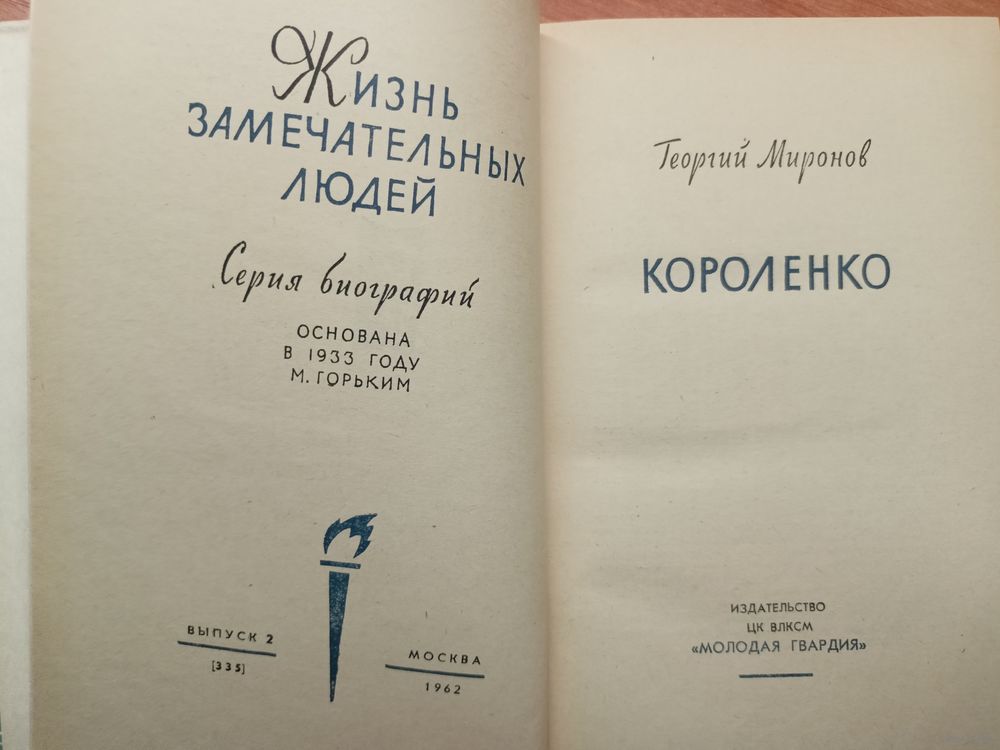 Жизнь
ЗАМЕЧАТЕЛЬНЫХ
ЛЮДЕЙ
Серия биографий
ОСНОВАНА
В 1933 ГОДУ
М. ГОРЬКИМ
ВЫПУСК 2
[335]
МОСКВА
1962
Георгий Миронов
КОРОЛЕНКО
ИЗДАТЕЛЬСТВО
ЦК ВЛКСМ
«МОЛОДАЯ ГВАРДИЯ»